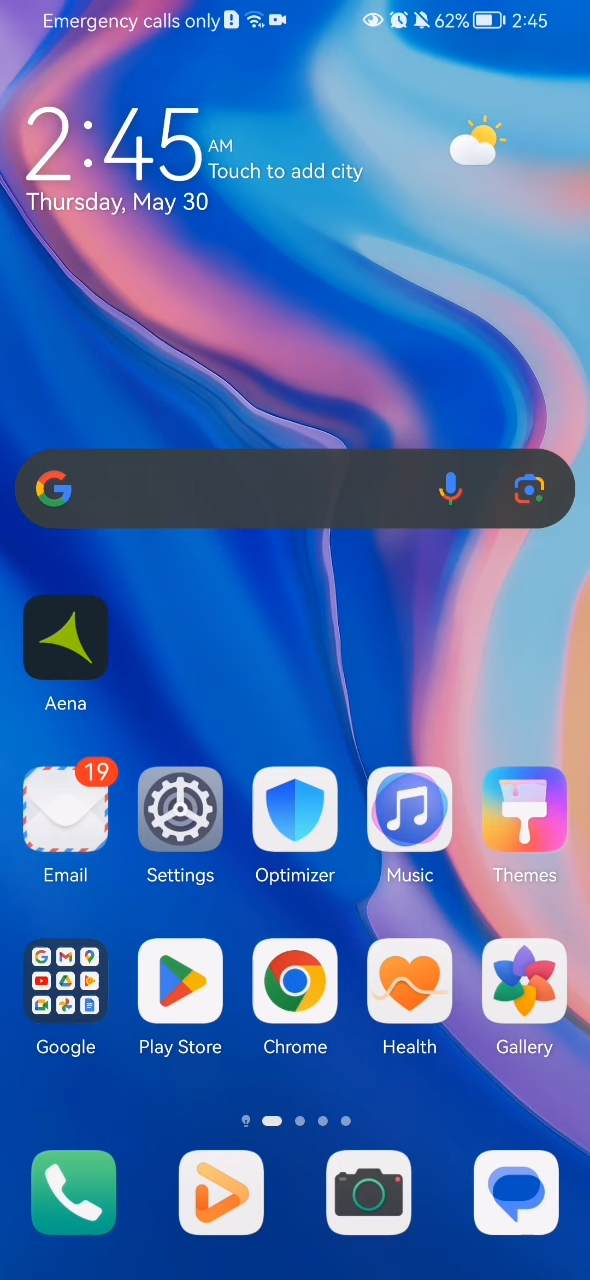 Emergency calls only 62% 2:45
2:45 AM
Touch to add city
Thursday, May 30
Aena
19
Email Settings Optimizer Music Themes
Google Play Store Chrome Health Gallery